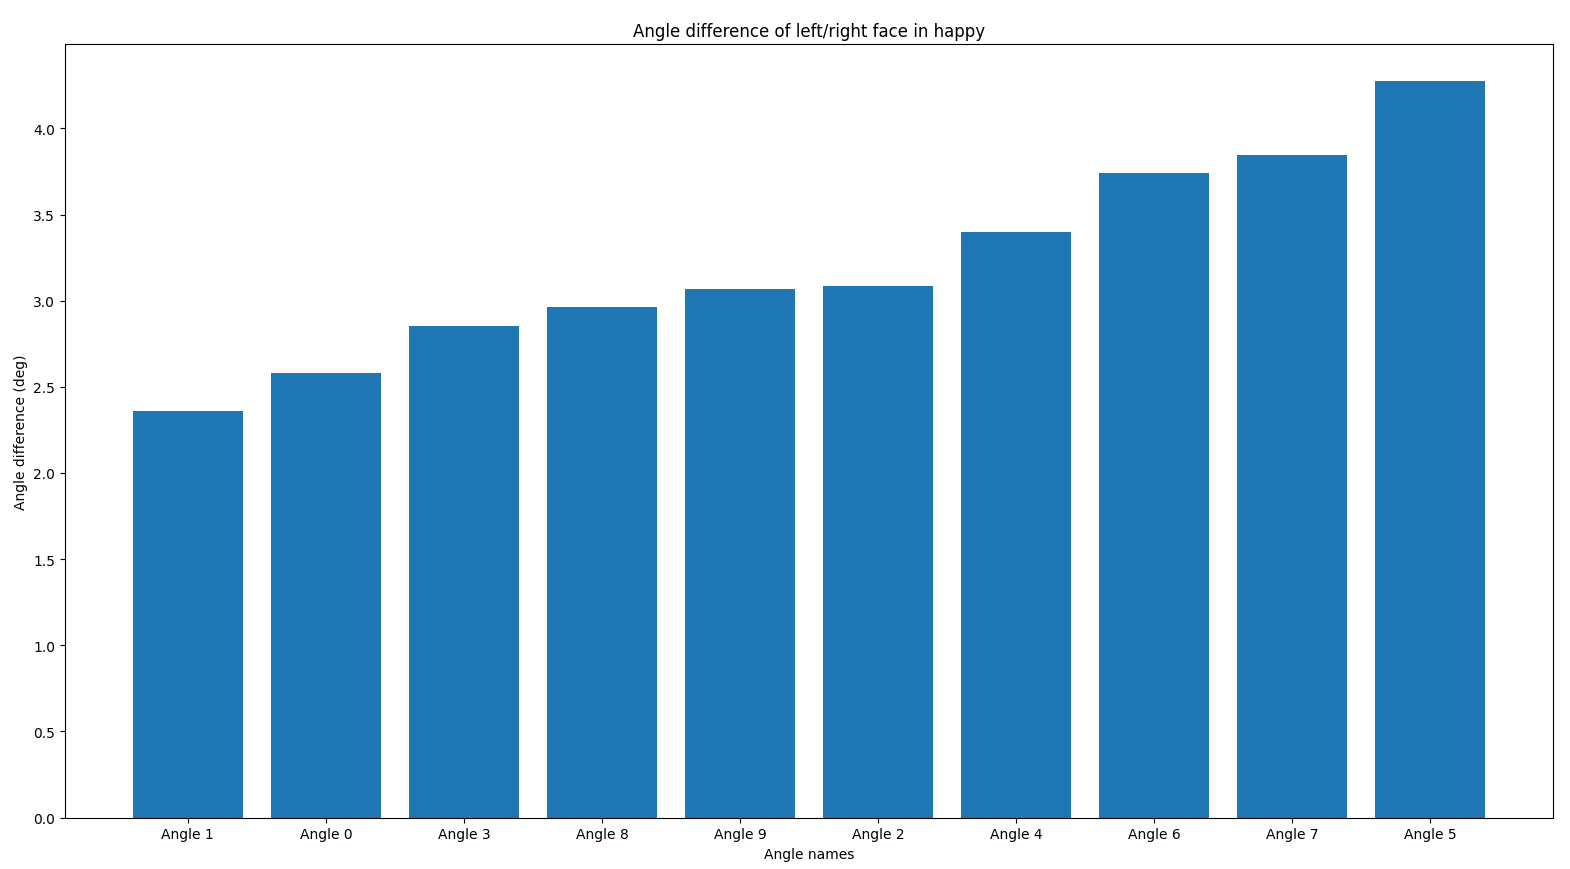 Angle difference of left/right face in happy
Angle difference (deg)
4.0
3.5
3.0
2.5
2.0
1.5
1.0
0.5
0.0
Angle 1 Angle 0 Angle 3 Angle 8 Angle 9 Angle 2 Angle 4 Angle 6 Angle 7 Angle 5
Angle names